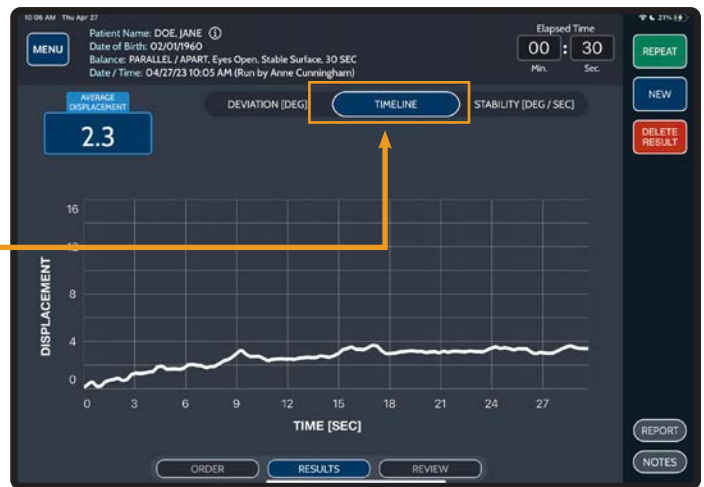 10:06 AM Thu Apr 27
21%
MENU
Patient Name: DOE, JANE
Date of Birth: 02/01/1960
Balance: PARALLEL / APART, Eyes Open, Stable Surface, 30 SEC
Date / Time: 04/27/23 10:05 AM (Run by Anne Cunningham)
Elapsed Time
00 : 30
Min. Sec.
REPEAT
NEW
DELETE
RESULT
AVERAGE
DISPLACEMENT
2.3
DEVIATION [DEG] TIMELINE STABILITY [DEG / SEC]
DISPLACEMENT
16
12
8
4
0
0 3 6 9 12 15 18 21 24 27
TIME [SEC]
ORDER RESULTS REVIEW
REPORT
NOTES